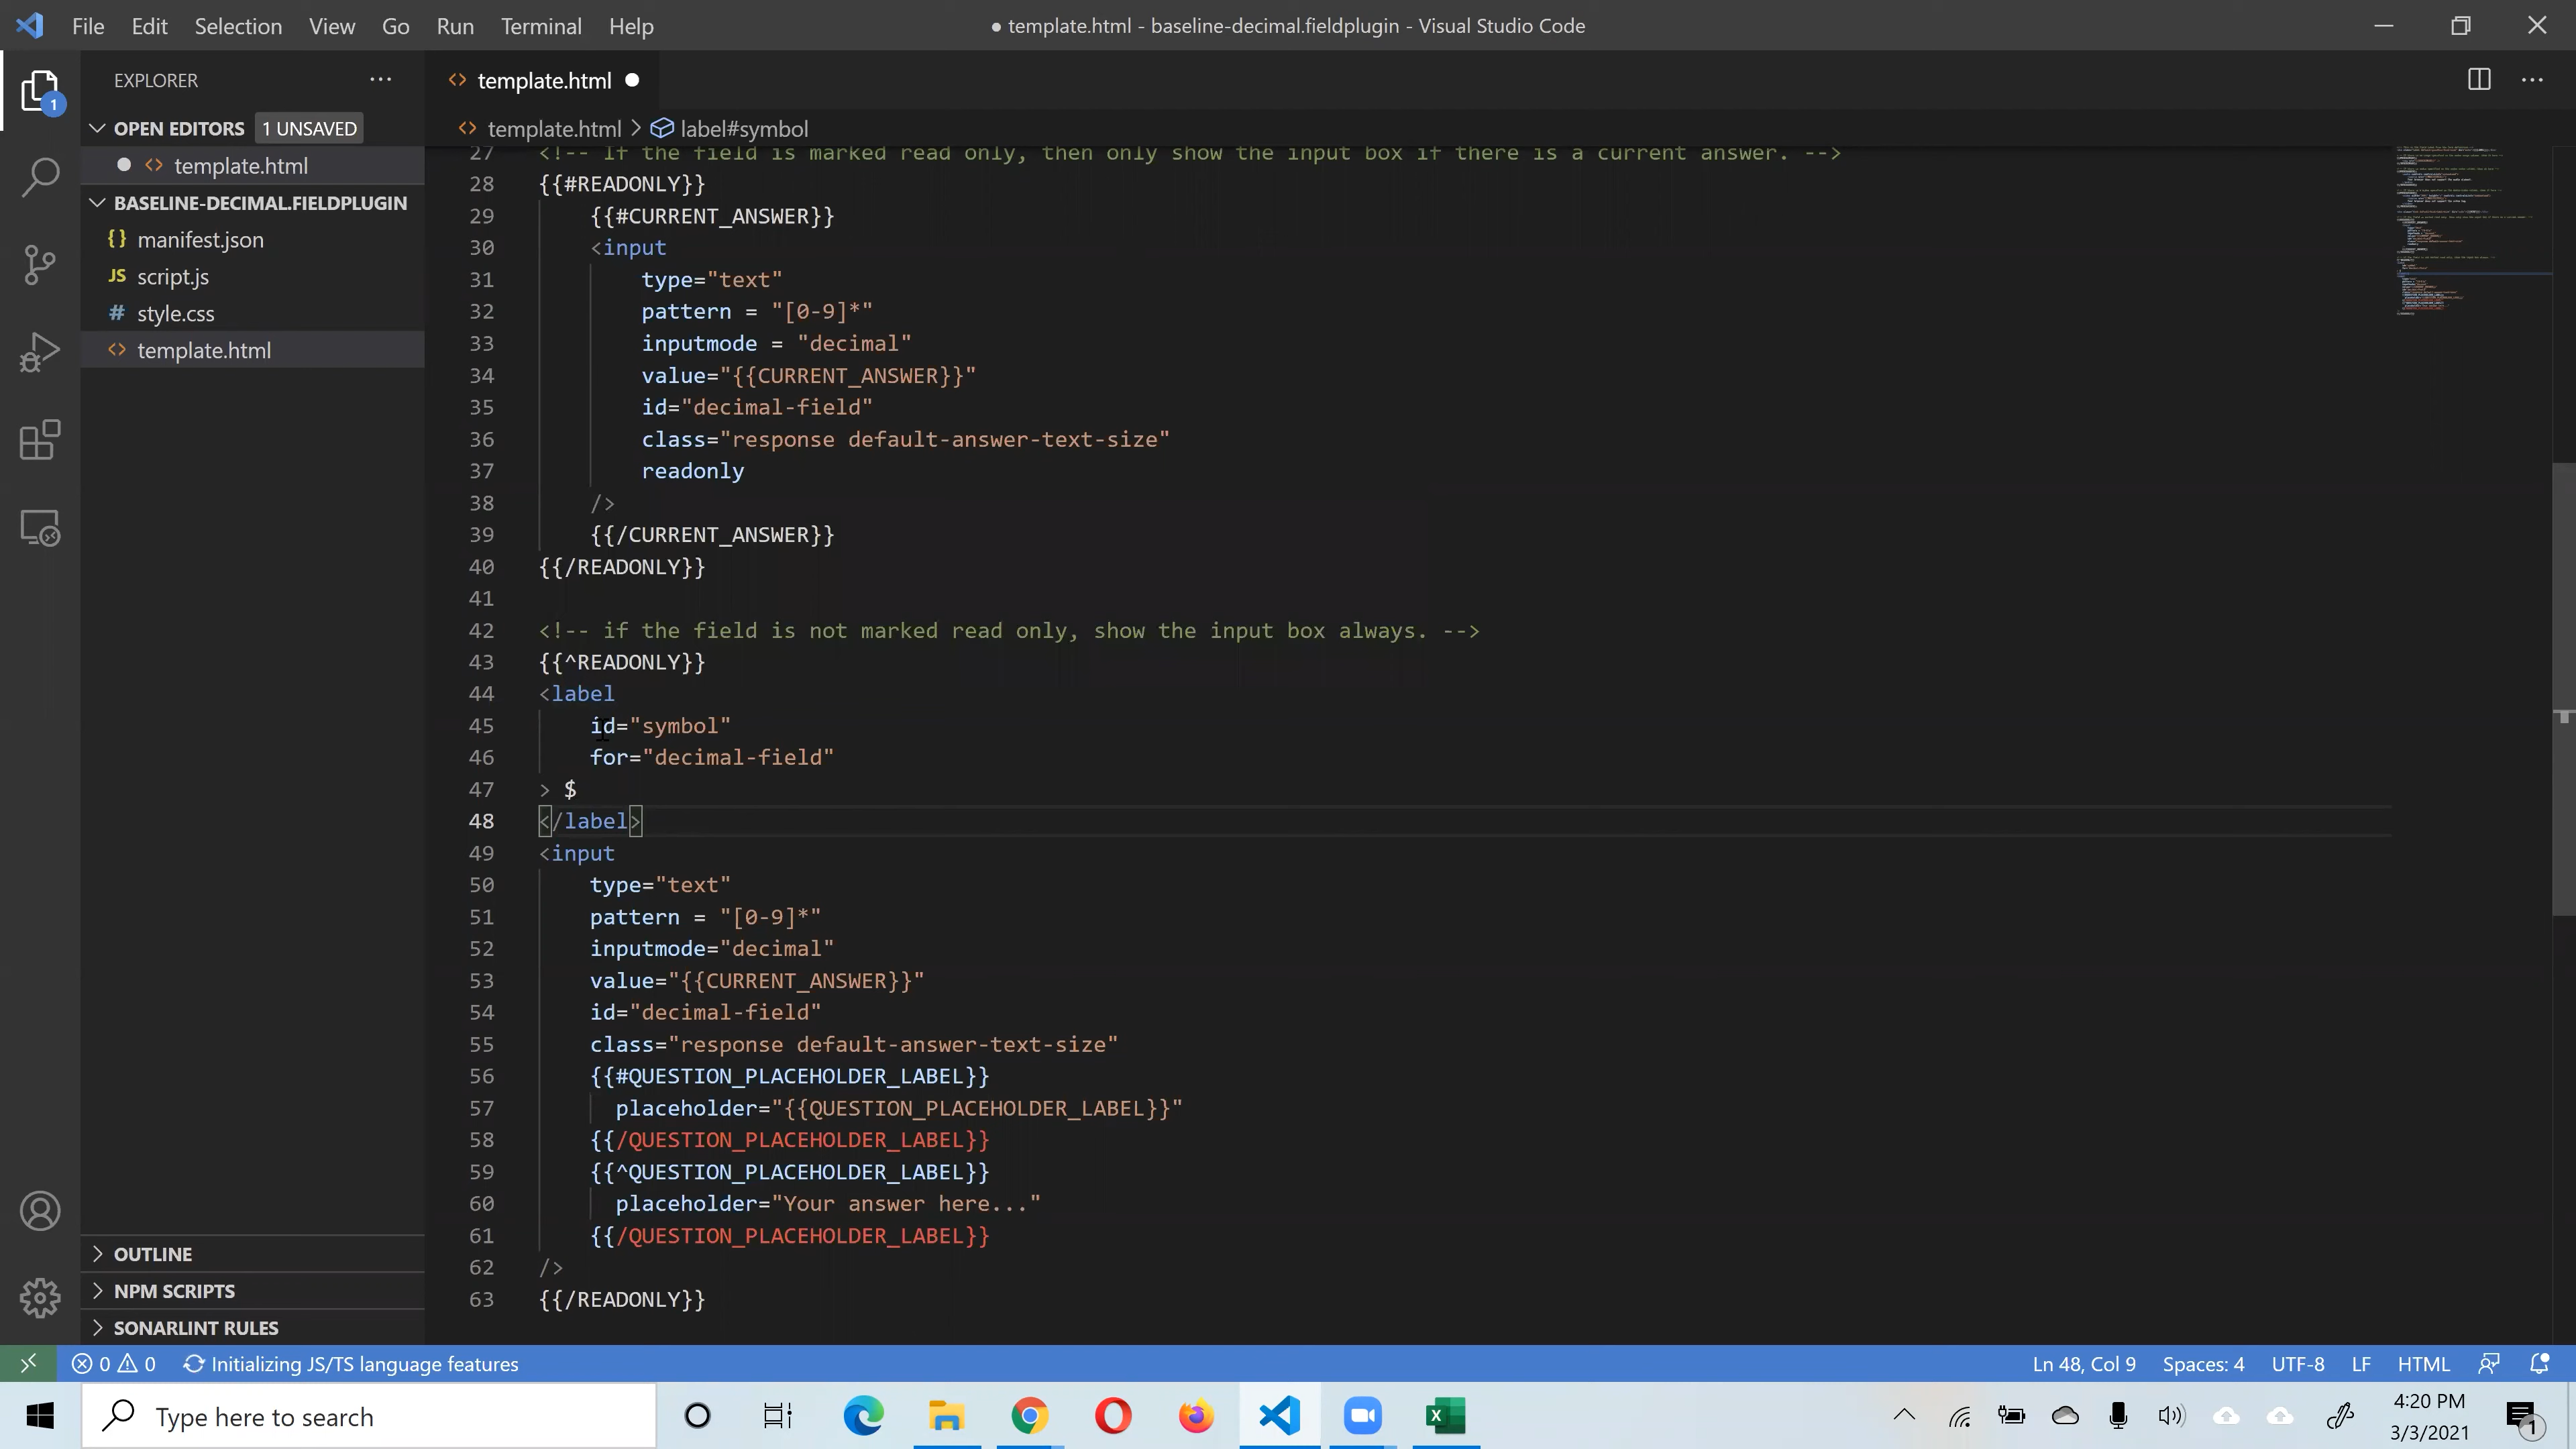 File Edit Selection View Go Run Terminal Help
● template.html - baseline-decimal.fieldplugin - Visual Studio Code
EXPLORER
template.html
OPEN EDITORS 1 UNSAVED
template.html > label#symbol
template.html
BASELINE-DECIMAL.FIELDPLUGIN
{} manifest.json
JS script.js
# style.css
<> template.html
27 <!-- If the field is marked read only, then only show the input box if there is a current answer. -->
28 {{#READONLY}}
29 {{#CURRENT_ANSWER}}
30 <input
31 type="text"
32 pattern = "[0-9]*"
33 inputmode = "decimal"
34 value="{{CURRENT_ANSWER}}"
35 id="decimal-field"
36 class="response default-answer-text-size"
37 readonly
38 />
39 {{/CURRENT_ANSWER}}
40 {{/READONLY}}
41
42 <!-- if the field is not marked read only, show the input box always. -->
43 {{^READONLY}}
44 <label
45 id="symbol"
46 for="decimal-field"
47 > $
48 </label>
49 <input
50 type="text"
51 pattern = "[0-9]*"
52 inputmode="decimal"
53 value="{{CURRENT_ANSWER}}"
54 id="decimal-field"
55 class="response default-answer-text-size"
56 {{#QUESTION_PLACEHOLDER_LABEL}}
57 placeholder="{{QUESTION_PLACEHOLDER_LABEL}}"
58 {{/QUESTION_PLACEHOLDER_LABEL}}
59 {{^QUESTION_PLACEHOLDER_LABEL}}
60 placeholder="Your answer here..."
61 {{/QUESTION_PLACEHOLDER_LABEL}}
62 />
63 {{/READONLY}}
OUTLINE
NPM SCRIPTS
SONARLINT RULES
0 0 Initializing JS/TS language features
Ln 48, Col 9 Spaces: 4 UTF-8 LF HTML
Type here to search
4:20 PM
3/3/2021
1